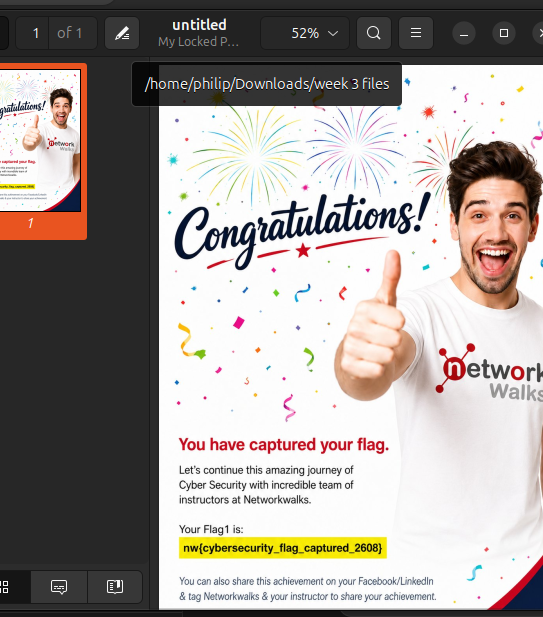 1 of 1
untitled
My Locked P...
52%
/home/philip/Downloads/week 3 files
Congratulations!
network
Walks
You have captured your flag.
Let's continue this amazing journey of
Cyber Security with incredible team of
instructors at Networkwalks.
Your Flag1 is:
nw{cybersecurity_flag_captured_2608}
You can also share this achievement on your Facebook/LinkedIn
& tag Networkwalks & your instructor to share your achievement.
1